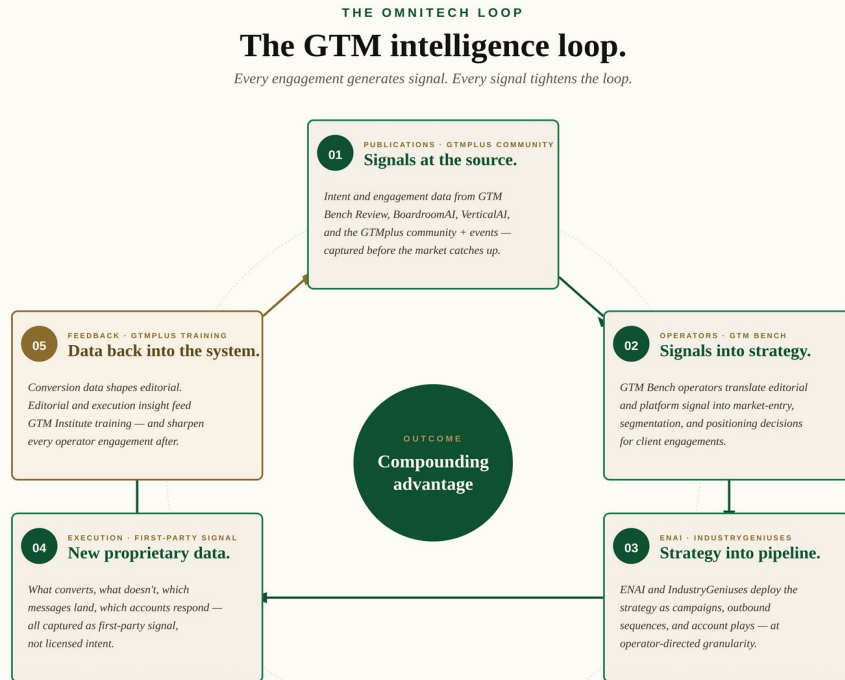 THE OMNITECH LOOP
The GTM intelligence loop.
Every engagement generates signal. Every signal tightens the loop.
01
PUBLICATIONS · GTMPLUS COMMUNITY
Signals at the source.
Intent and engagement data from GTM
Bench Review, BoardroomAI, VerticalAI,
and the GTMplus community + events —
captured before the market catches up.
02
OPERATORS · GTM BENCH
Signals into strategy.
GTM Bench operators translate editorial
and platform signal into market-entry,
segmentation, and positioning decisions
for client engagements.
03
ENAI · INDUSTRYGENIUSES
Strategy into pipeline.
ENAI and IndustryGeniuses deploy the
strategy as campaigns, outbound
sequences, and account plays — at
operator-directed granularity.
04
EXECUTION · FIRST-PARTY SIGNAL
New proprietary data.
What converts, what doesn't, which
messages land, which accounts respond —
all captured as first-party signal,
not licensed intent.
05
FEEDBACK · GTMPLUS TRAINING
Data back into the system.
Conversion data shapes editorial.
Editorial and execution insight feed
GTM Institute training — and sharpen
every operator engagement after.
OUTCOME
Compounding
advantage